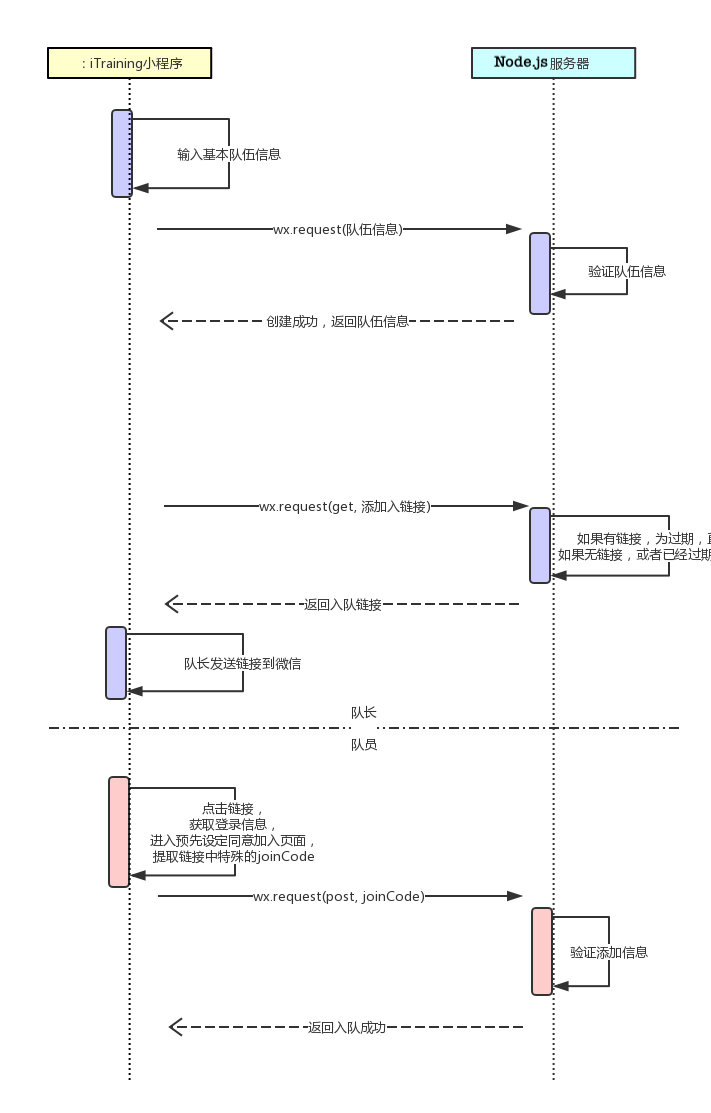 : iTraining小程序
Node.js服务器
输入基本队伍信息
wx.request(队伍信息)
验证队伍信息
创建成功，返回队伍信息
wx.request(get, 添加入链接)
如果有链接，为过期，
如果无链接，或者已经过期
返回入队链接
队长发送链接到微信
队长
队员
点击链接，
获取登录信息，
进入预先设定同意加入页面，
提取链接中特殊的joinCode
wx.request(post, joinCode)
验证添加信息
返回入队成功